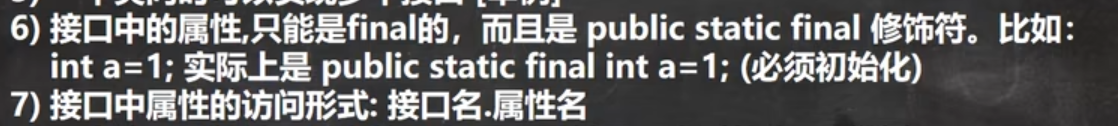 6) 接口中的属性,只能是final的，而且是 public static final 修饰符。比如：
int a=1; 实际上是 public static final int a=1; (必须初始化)
7) 接口中属性的访问形式: 接口名.属性名